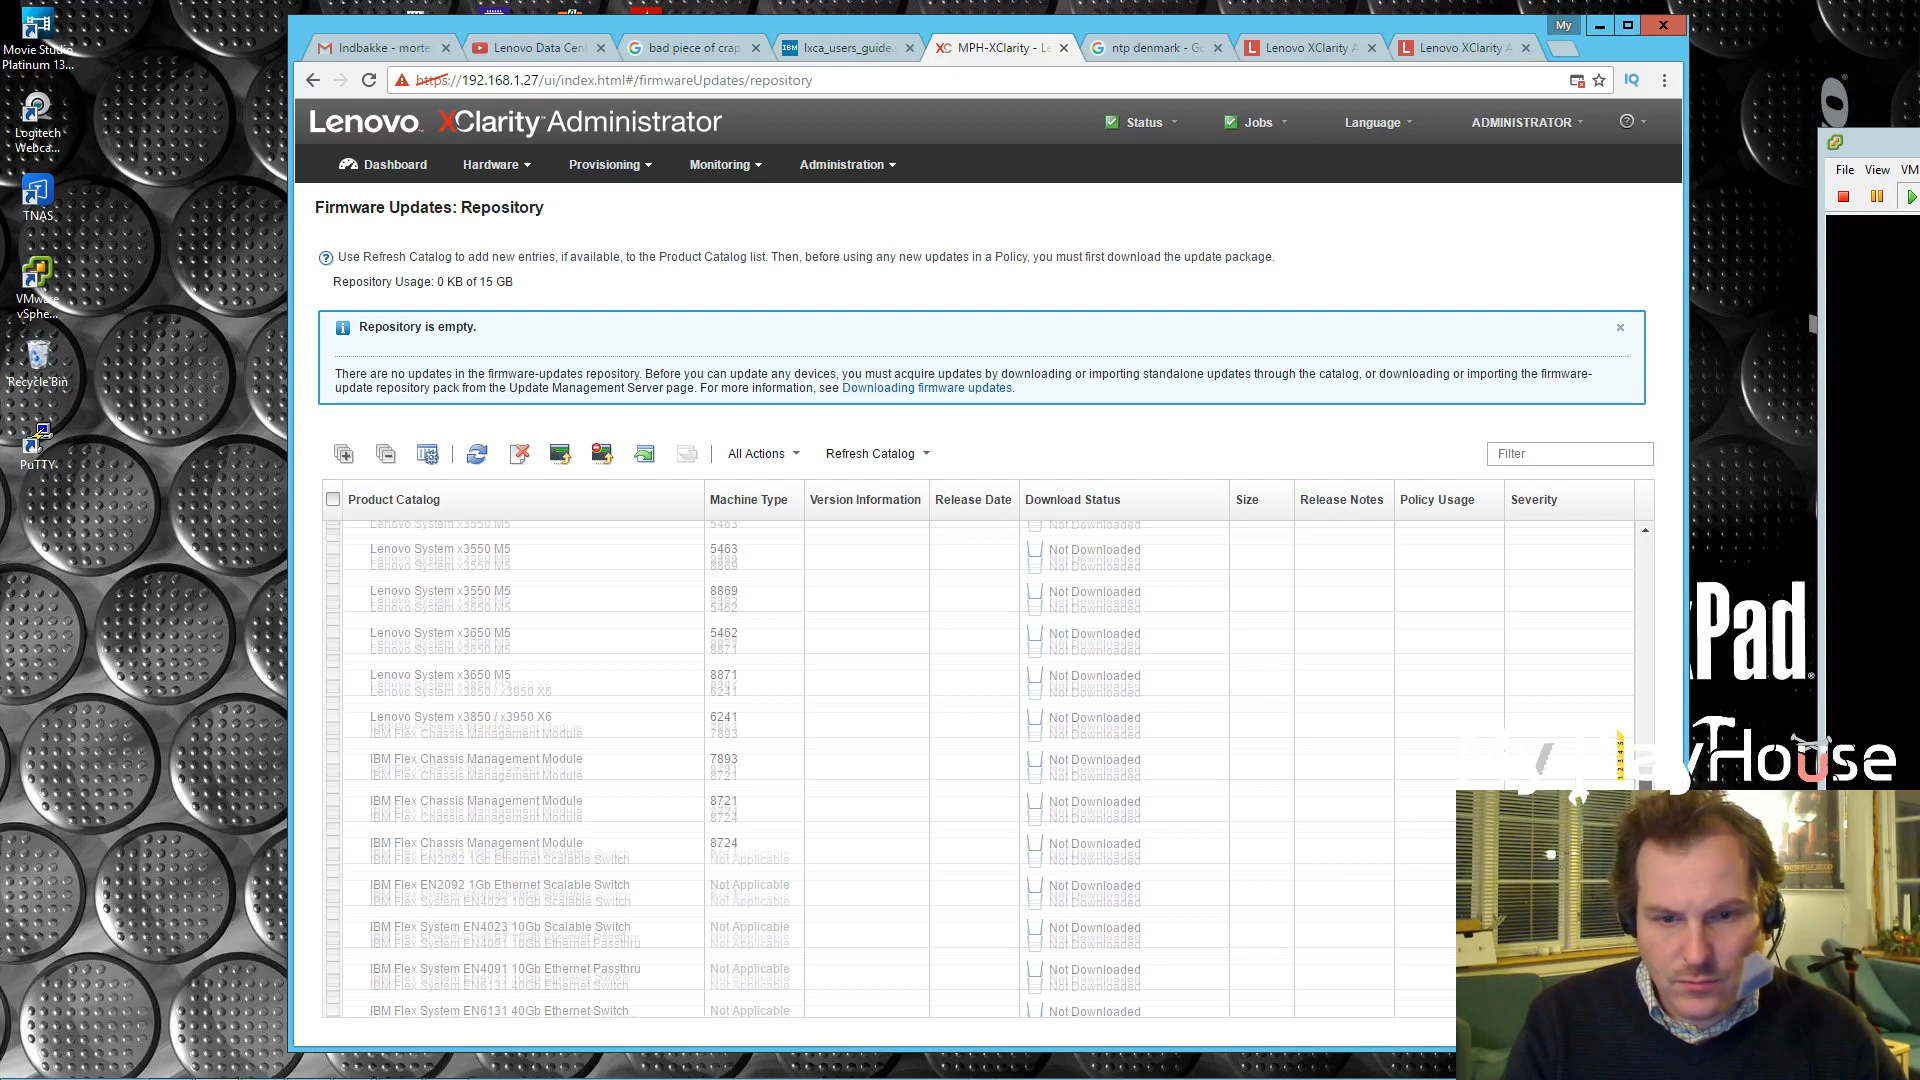 My
Movie Studio
Platinum 13...
Logitech
Webca...
TNAS
VMware
vSphe...
Recycle Bin
PuTTY
Indbakke - morte
Lenovo Data Cen
bad piece of crap
IBM
lxca_users_guide.
XC
MPH-XClarity - Le
ntp denmark - Go
Lenovo XClarity A
Lenovo XClarity A
https://192.168.1.27/ui/index.html#/firmwareUpdates/repository
IQ
Lenovo XClarity Administrator
Status
Jobs
Language
ADMINISTRATOR
Dashboard
Hardware
Provisioning
Monitoring
Administration
File View VM
Firmware Updates: Repository
Use Refresh Catalog to add new entries, if available, to the Product Catalog list. Then, before using any new updates in a Policy, you must first download the update package.
Repository Usage: 0 KB of 15 GB
Repository is empty.
There are no updates in the firmware-updates repository. Before you can update any devices, you must acquire updates by downloading or importing standalone updates through the catalog, or downloading or importing the firmware-
update repository pack from the Update Management Server page. For more information, see Downloading firmware updates.
All Actions
Refresh Catalog
Filter
Product Catalog Machine Type Version Information Release Date Download Status Size Release Notes Policy Usage Severity
Lenovo System x3550 M5 5463 Not Downloaded
Lenovo System x3550 M5 8869 Not Downloaded
Lenovo System x3650 M5 5462 Not Downloaded
Lenovo System x3650 M5 8871 Not Downloaded
Lenovo System x3850 / x3950 X6 6241 Not Downloaded
IBM Flex Chassis Management Module 7893 Not Downloaded
IBM Flex Chassis Management Module 8721 Not Downloaded
IBM Flex Chassis Management Module 8724 Not Downloaded
IBM Flex EN2092 1Gb Ethernet Scalable Switch Not Applicable Not Downloaded
IBM Flex System EN4023 10Gb Scalable Switch Not Applicable Not Downloaded
IBM Flex System EN4091 10Gb Ethernet Passthru Not Applicable Not Downloaded
IBM Flex System EN6131 40Gb Ethernet Switch Not Applicable Not Downloaded
Pad
My PlayHouse